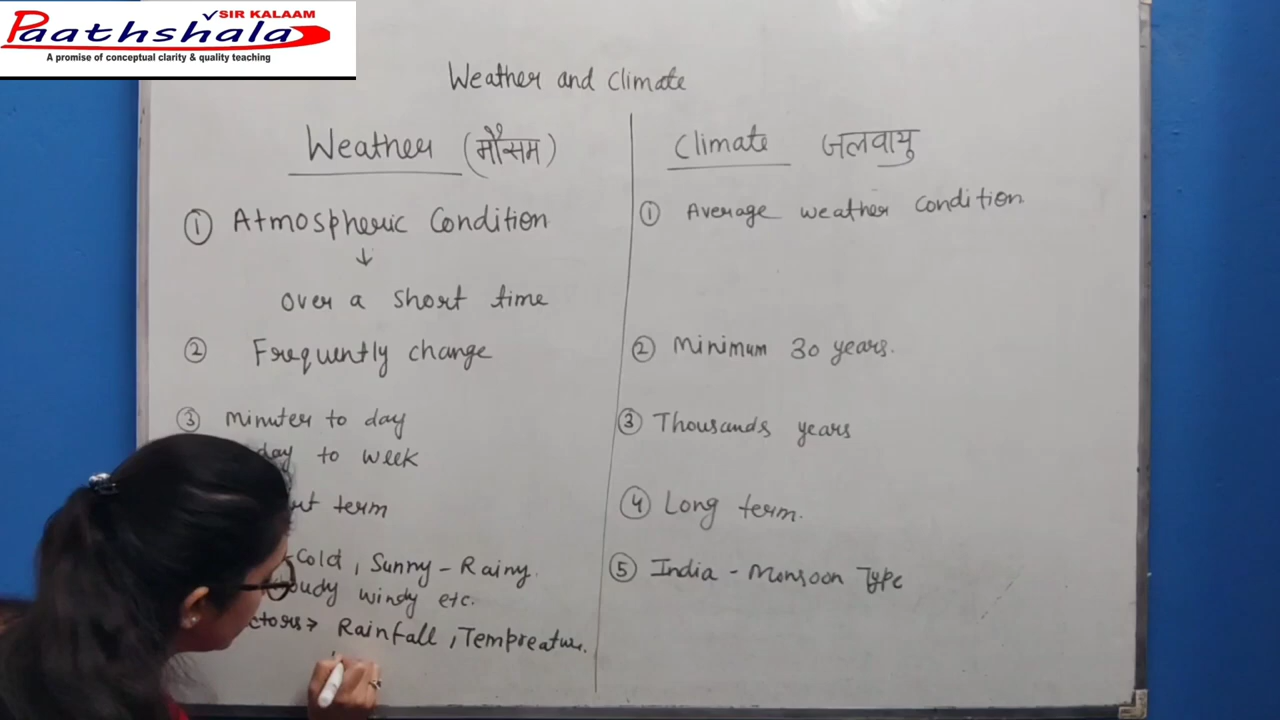 SIR KALAAM
Paathshala
A promise of conceptual clarity & quality teaching
Weather and climate
Weather (मौसम)
① Atmospheric Condition
↓
over a short time
② Frequently change
③ minutes to day
day to week
term
Cold, Sunny - Rainy.
windy etc.
Rainfall, Tempreature.
Climate जलवायु
① Average weather condition
② Minimum 30 years.
③ Thousands years
④ Long term.
⑤ India - Monsoon Type